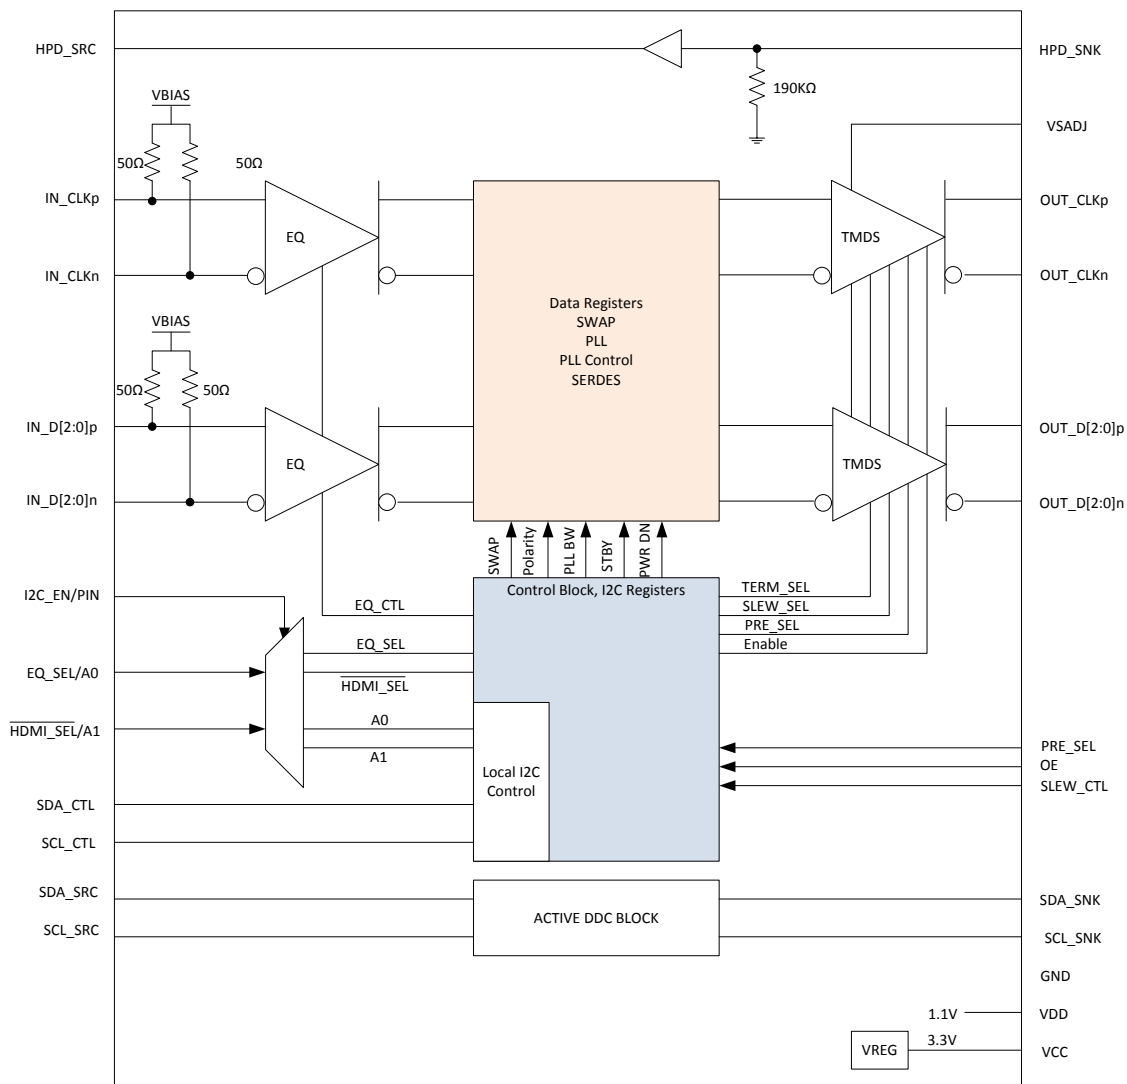 HPD_SRC
HPD_SNK
190KΩ
VBIAS
VSADJ
50Ω
50Ω
IN_CLKp
OUT_CLKp
EQ
TMDS
IN_CLKn
OUT_CLKn
Data Registers
SWAP
PLL
PLL Control
SERDES
VBIAS
50Ω
50Ω
IN_D[2:0]p
OUT_D[2:0]p
EQ
TMDS
IN_D[2:0]n
OUT_D[2:0]n
SWAP
Polarity
PLL BW
STBY
PWR DN
I2C_EN/PIN
Control Block, I2C Registers
TERM_SEL
EQ_CTL
SLEW_SEL
PRE_SEL
EQ_SEL
Enable
EQ_SEL/A0
HDMI_SEL
HDMI_SEL/A1
A0
A1
PRE_SEL
OE
SLEW_CTL
Local I2C
Control
SDA_CTL
SCL_CTL
SDA_SRC
SDA_SNK
ACTIVE DDC BLOCK
SCL_SRC
SCL_SNK
GND
1.1V
VDD
3.3V
VREG
VCC